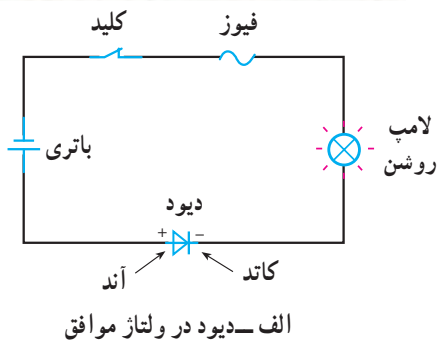 کلید
فیوز
باتری
لامپ
روشن
دیود
+ −
آند
کاتد
الف ــ دیود در ولتاژ موافق